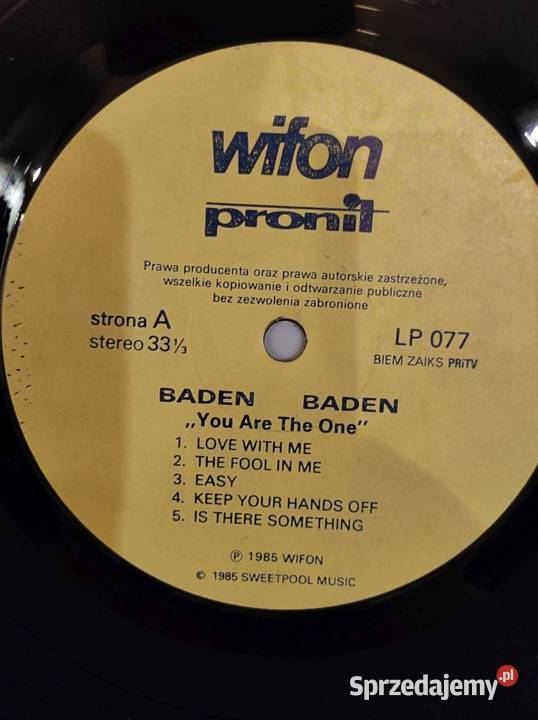 wifon
pronit
Prawa producenta oraz prawa autorskie zastrzeżone,
wszelkie kopiowanie i odtwarzanie publiczne
bez zezwolenia zabronione
strona A
stereo 33 ⅓
LP 077
BIEM ZAIKS PRiTV
BADEN BADEN
„You Are The One”
1. LOVE WITH ME
2. THE FOOL IN ME
3. EASY
4. KEEP YOUR HANDS OFF
5. IS THERE SOMETHING
℗ 1985 WIFON
© 1985 SWEETPOOL MUSIC
Sprzedajemy.pl